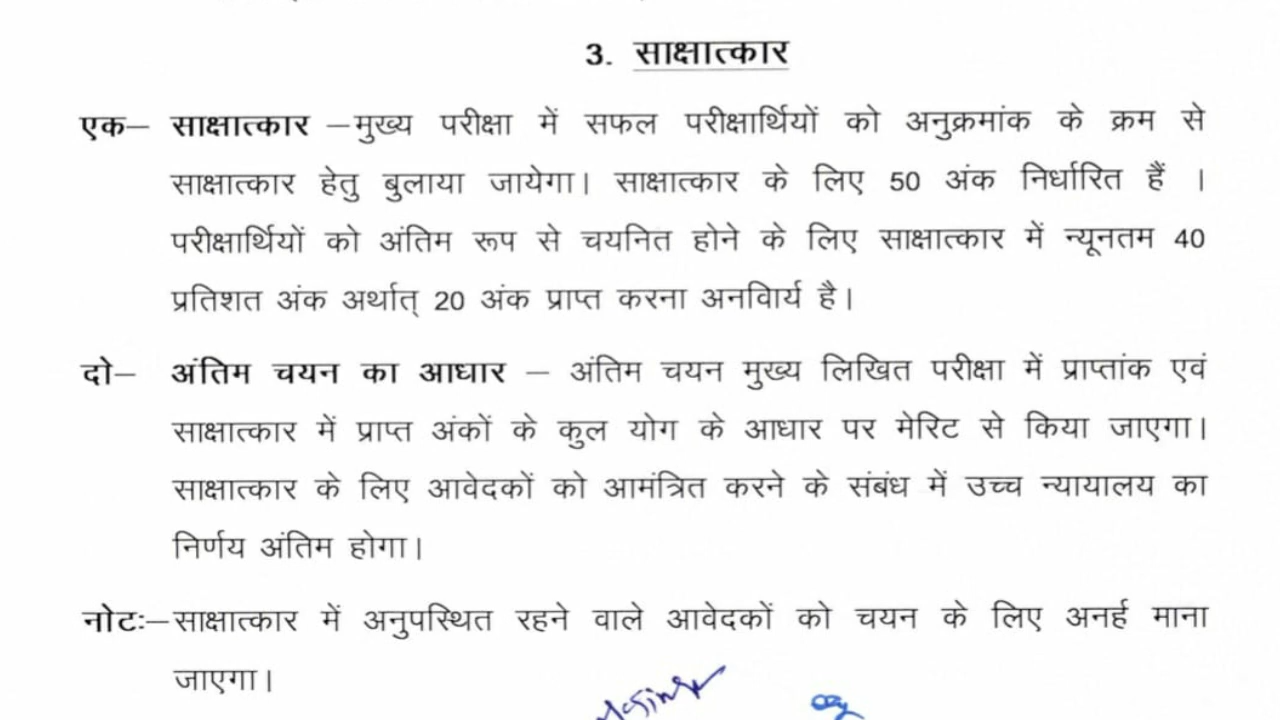 3. साक्षात्कार
एक– साक्षात्कार –मुख्य परीक्षा में सफल परीक्षार्थियों को अनुक्रमांक के क्रम से
साक्षात्कार हेतु बुलाया जायेगा। साक्षात्कार के लिए 50 अंक निर्धारित हैं ।
परीक्षार्थियों को अंतिम रूप से चयनित होने के लिए साक्षात्कार में न्यूनतम 40
प्रतिशत अंक अर्थात् 20 अंक प्राप्त करना अनविार्य है।
दो– अंतिम चयन का आधार – अंतिम चयन मुख्य लिखित परीक्षा में प्राप्तांक एवं
साक्षात्कार में प्राप्त अंकों के कुल योग के आधार पर मेरिट से किया जाएगा।
साक्षात्कार के लिए आवेदकों को आमंत्रित करने के संबंध में उच्च न्यायालय का
निर्णय अंतिम होगा।
नोटः–साक्षात्कार में अनुपस्थित रहने वाले आवेदकों को चयन के लिए अनर्ह माना
जाएगा।